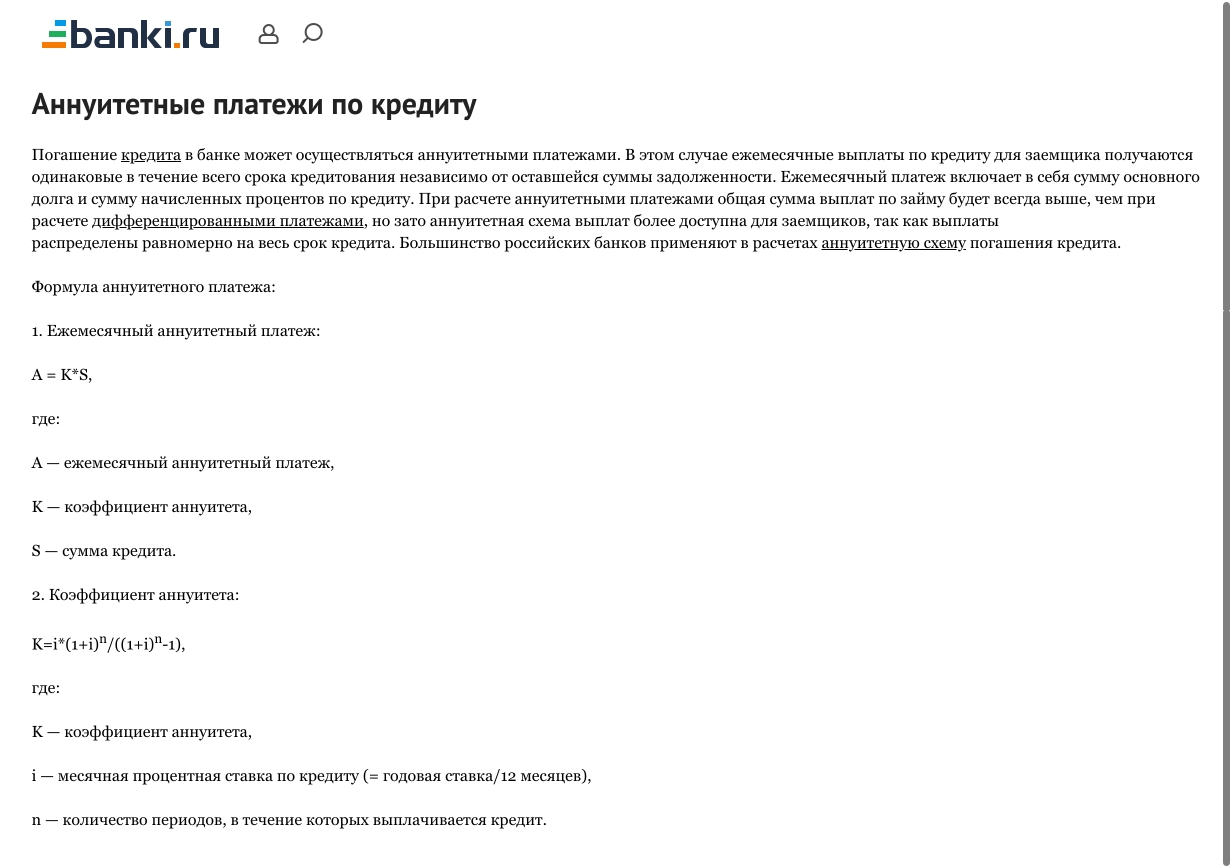 banki.ru
Аннуитетные платежи по кредиту
Погашение кредита в банке может осуществляться аннуитетными платежами. В этом случае ежемесячные выплаты по кредиту для заемщика получаются
одинаковые в течение всего срока кредитования независимо от оставшейся суммы задолженности. Ежемесячный платеж включает в себя сумму основного
долга и сумму начисленных процентов по кредиту. При расчете аннуитетными платежами общая сумма выплат по займу будет всегда выше, чем при
расчете дифференцированными платежами, но зато аннуитетная схема выплат более доступна для заемщиков, так как выплаты
распределены равномерно на весь срок кредита. Большинство российских банков применяют в расчетах аннуитетную схему погашения кредита.
Формула аннуитетного платежа:
1. Ежемесячный аннуитетный платеж:
A = K*S,
где:
A — ежемесячный аннуитетный платеж,
K — коэффициент аннуитета,
S — сумма кредита.
2. Коэффициент аннуитета:
K=i*(1+i)ⁿ/((1+i)ⁿ-1),
где:
K — коэффициент аннуитета,
i — месячная процентная ставка по кредиту (= годовая ставка/12 месяцев),
n — количество периодов, в течение которых выплачивается кредит.